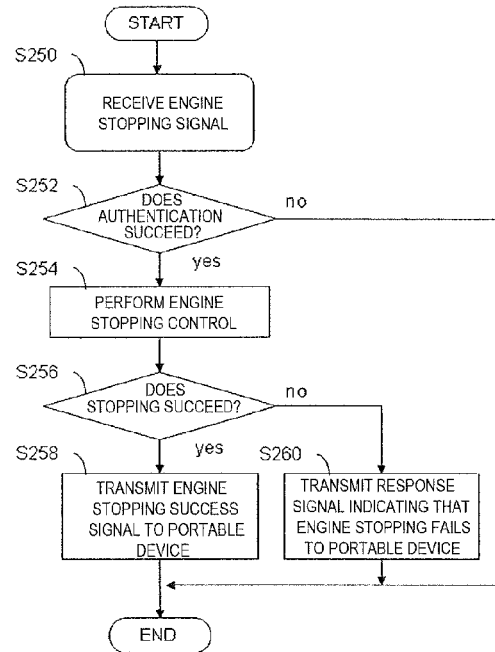 START
S250
RECEIVE ENGINE
STOPPING SIGNAL
S252
DOES
AUTHENTICATION
SUCCEED?
no
yes
S254
PERFORM ENGINE
STOPPING CONTROL
S256
DOES
STOPPING SUCCEED?
no
yes
S258
TRANSMIT ENGINE
STOPPING SUCCESS
SIGNAL TO PORTABLE
DEVICE
S260
TRANSMIT RESPONSE
SIGNAL INDICATING THAT
ENGINE STOPPING FAILS
TO PORTABLE DEVICE
END